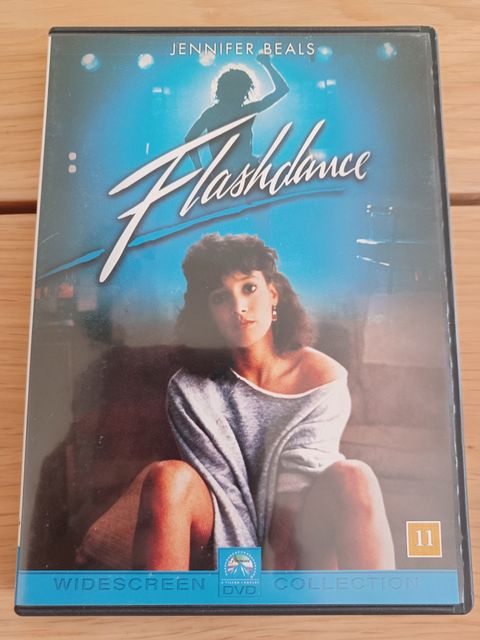 JENNIFER BEALS
Flashdance
11
WIDESCREEN DVD COLLECTION